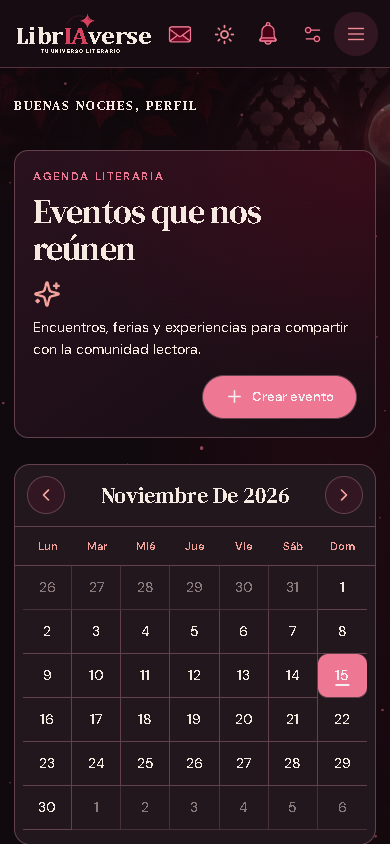 LibrIAverse
TU UNIVERSO LITERARIO
BUENAS NOCHES, PERFIL
AGENDA LITERARIA
Eventos que nos
reúnen
Encuentros, ferias y experiencias para compartir
con la comunidad lectora.
Crear evento
Noviembre De 2026
Lun Mar Mié Jue Vie Sáb Dom
26 27 28 29 30 31 1
2 3 4 5 6 7 8
9 10 11 12 13 14 15
16 17 18 19 20 21 22
23 24 25 26 27 28 29
30 1 2 3 4 5 6